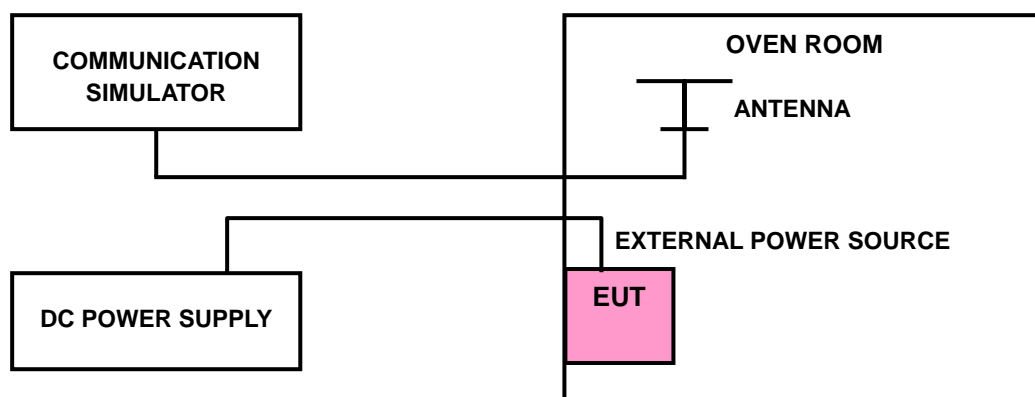 COMMUNICATION
SIMULATOR
OVEN ROOM
ANTENNA
EXTERNAL POWER SOURCE
EUT
DC POWER SUPPLY